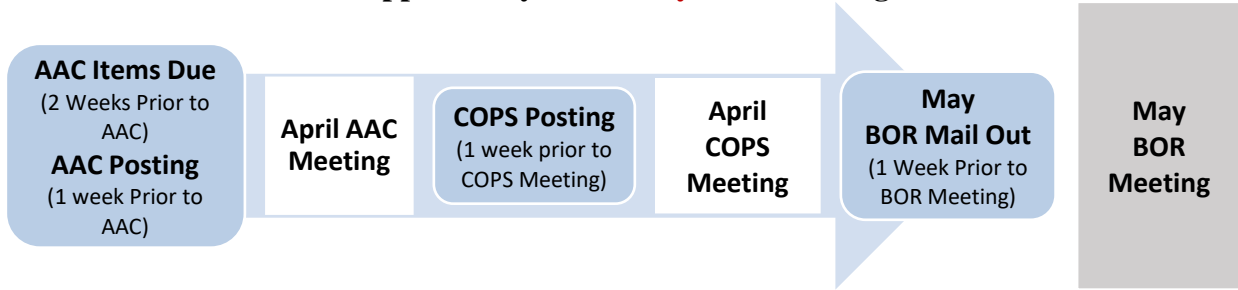 AAC Items Due
(2 Weeks Prior to
AAC)
AAC Posting
(1 week Prior to
AAC)
April AAC
Meeting
COPS Posting
(1 week prior to
COPS Meeting)
April
COPS
Meeting
May
BOR Mail Out
(1 Week Prior to
BOR Meeting)
May
BOR
Meeting